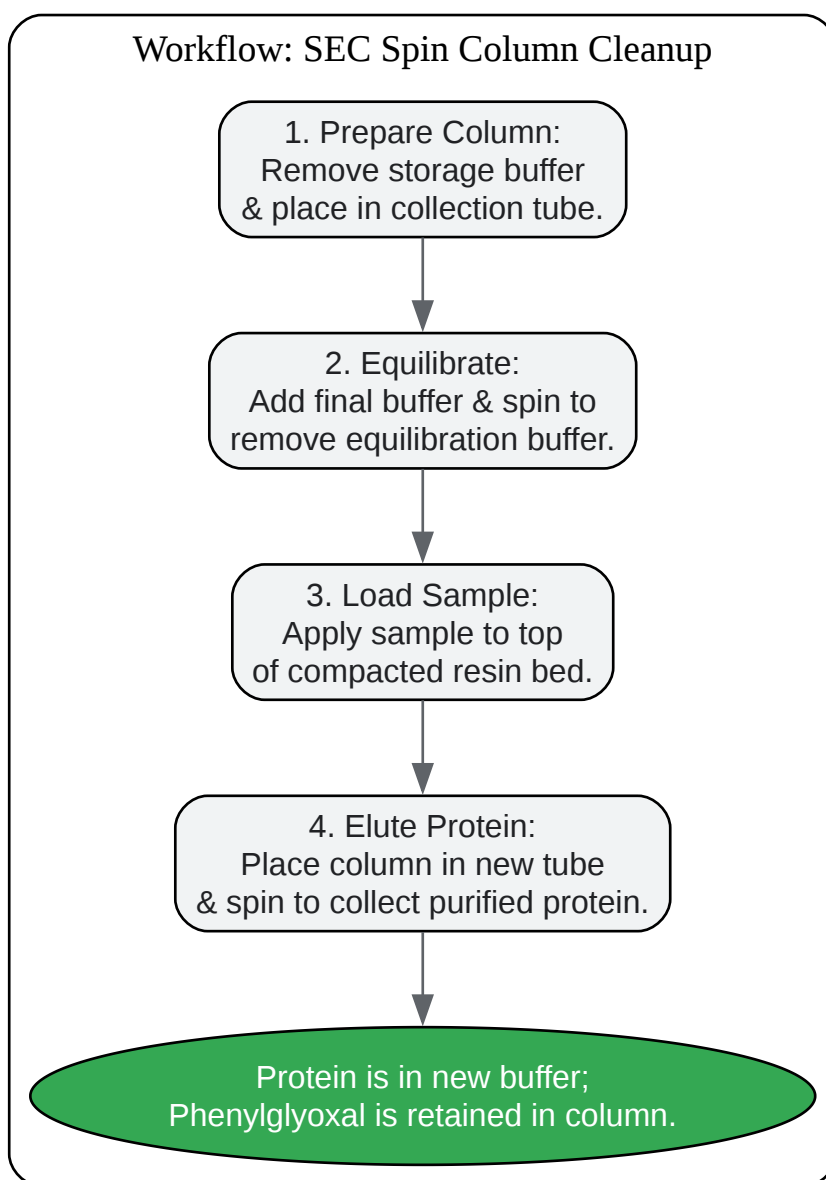 Workflow: SEC Spin Column Cleanup
1. Prepare Column:
Remove storage buffer
& place in collection tube.
2. Equilibrate:
Add final buffer & spin to
remove equilibration buffer.
3. Load Sample:
Apply sample to top
of compacted resin bed.
4. Elute Protein:
Place column in new tube
& spin to collect purified protein.
Protein is in new buffer;
Phenylglyoxal is retained in column.